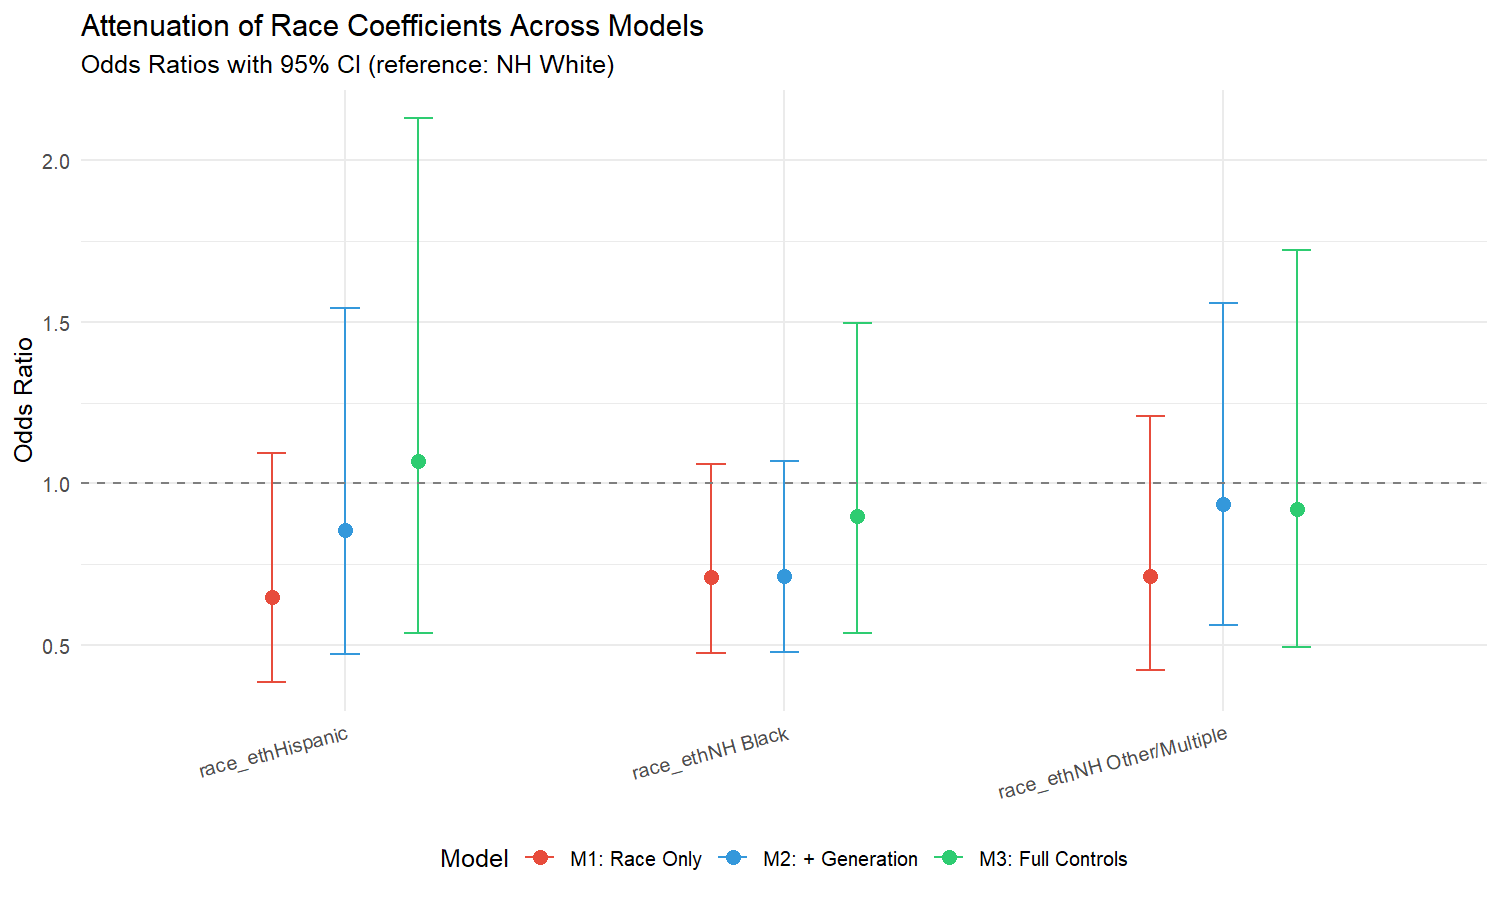 Attenuation of Race Coefficients Across Models
Odds Ratios with 95% CI (reference: NH White)
Odds Ratio
2.0
1.5
1.0
0.5
race_ethHispanic
race_ethNH Black
race_ethNH Other/Multiple
Model
M1: Race Only
M2: + Generation
M3: Full Controls